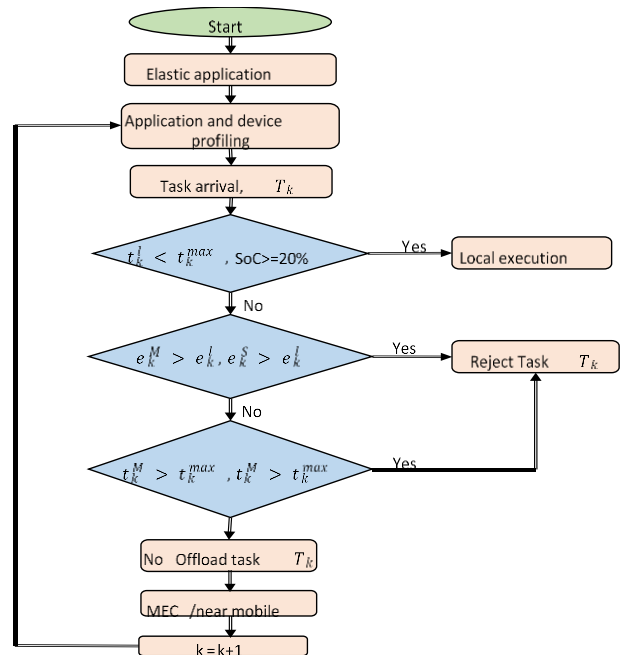 Start
Elastic application
Application and device
profiling
Task arrival, T_k
t_k^l < t_k^max , SoC>=20%
Yes
Local execution
No
e_k^M > e_k^l, e_k^S > e_k^l
Yes
Reject Task T_k
No
t_k^M > t_k^max , t_k^M > t_k^max
Yes
No Offload task T_k
MEC /near mobile
k=k+1